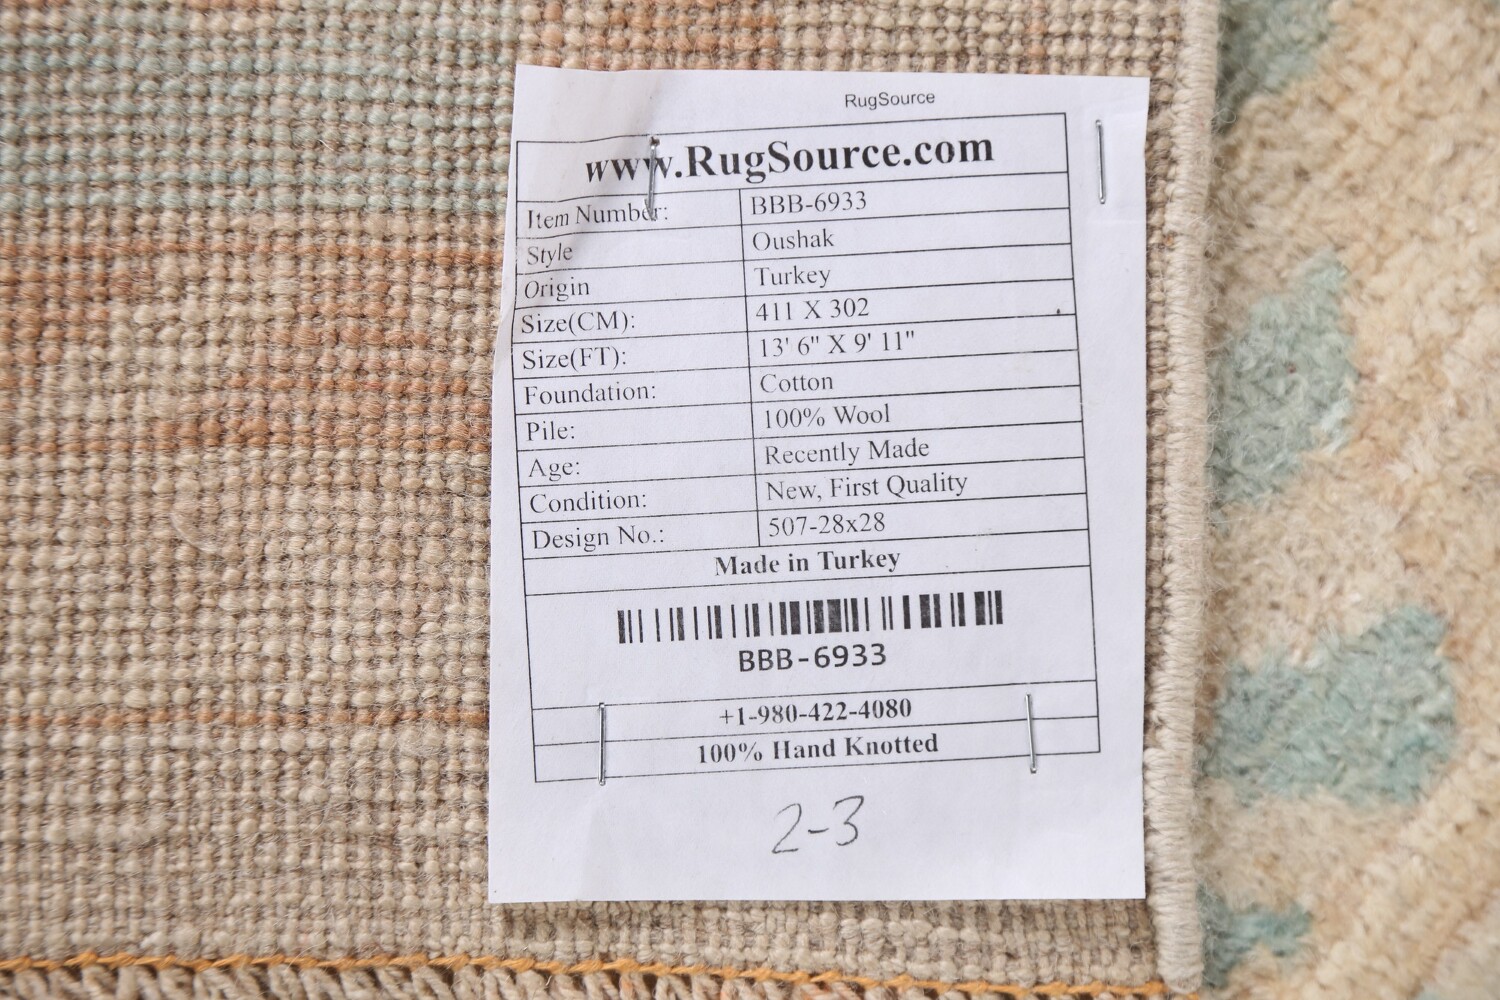 RugSource
www.RugSource.com
Item Number: BBB-6933
Style Oushak
Origin Turkey
Size(CM): 411 X 302
Size(FT): 13' 6" X 9' 11"
Foundation: Cotton
Pile: 100% Wool
Age: Recently Made
Condition: New, First Quality
Design No.: 507-28x28
Made in Turkey
BBB-6933
+1-980-422-4080
100% Hand Knotted
2-3